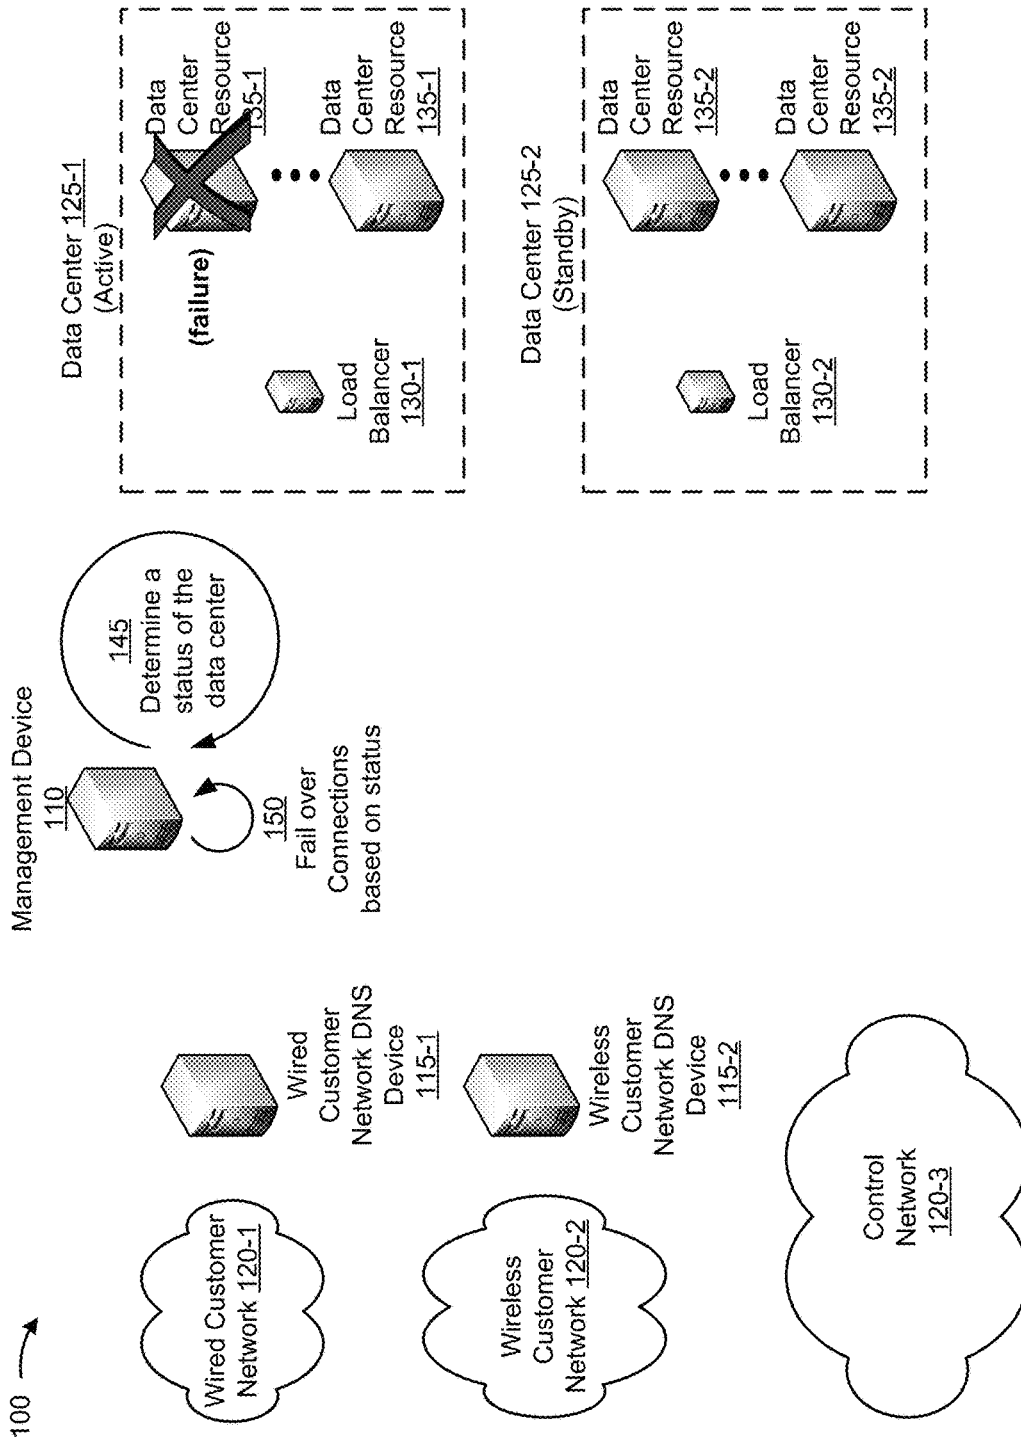 100
Wired Customer
Network 120-1
Wireless
Customer
Network 120-2
Control
Network
120-3
Wired
Customer
Network DNS
Device
115-1
Wireless
Customer
Network DNS
Device
115-2
Management Device
110
145
Determine a
status of the
data center
150
Fail over
Connections
based on status
Data Center 125-1
(Active)
Load
Balancer
130-1
(failure)
Data
Center
Resource
135-1
Data
Center
Resource
135-1
Data Center 125-2
(Standby)
Load
Balancer
130-2
Data
Center
Resource
135-2
Data
Center
Resource
135-2